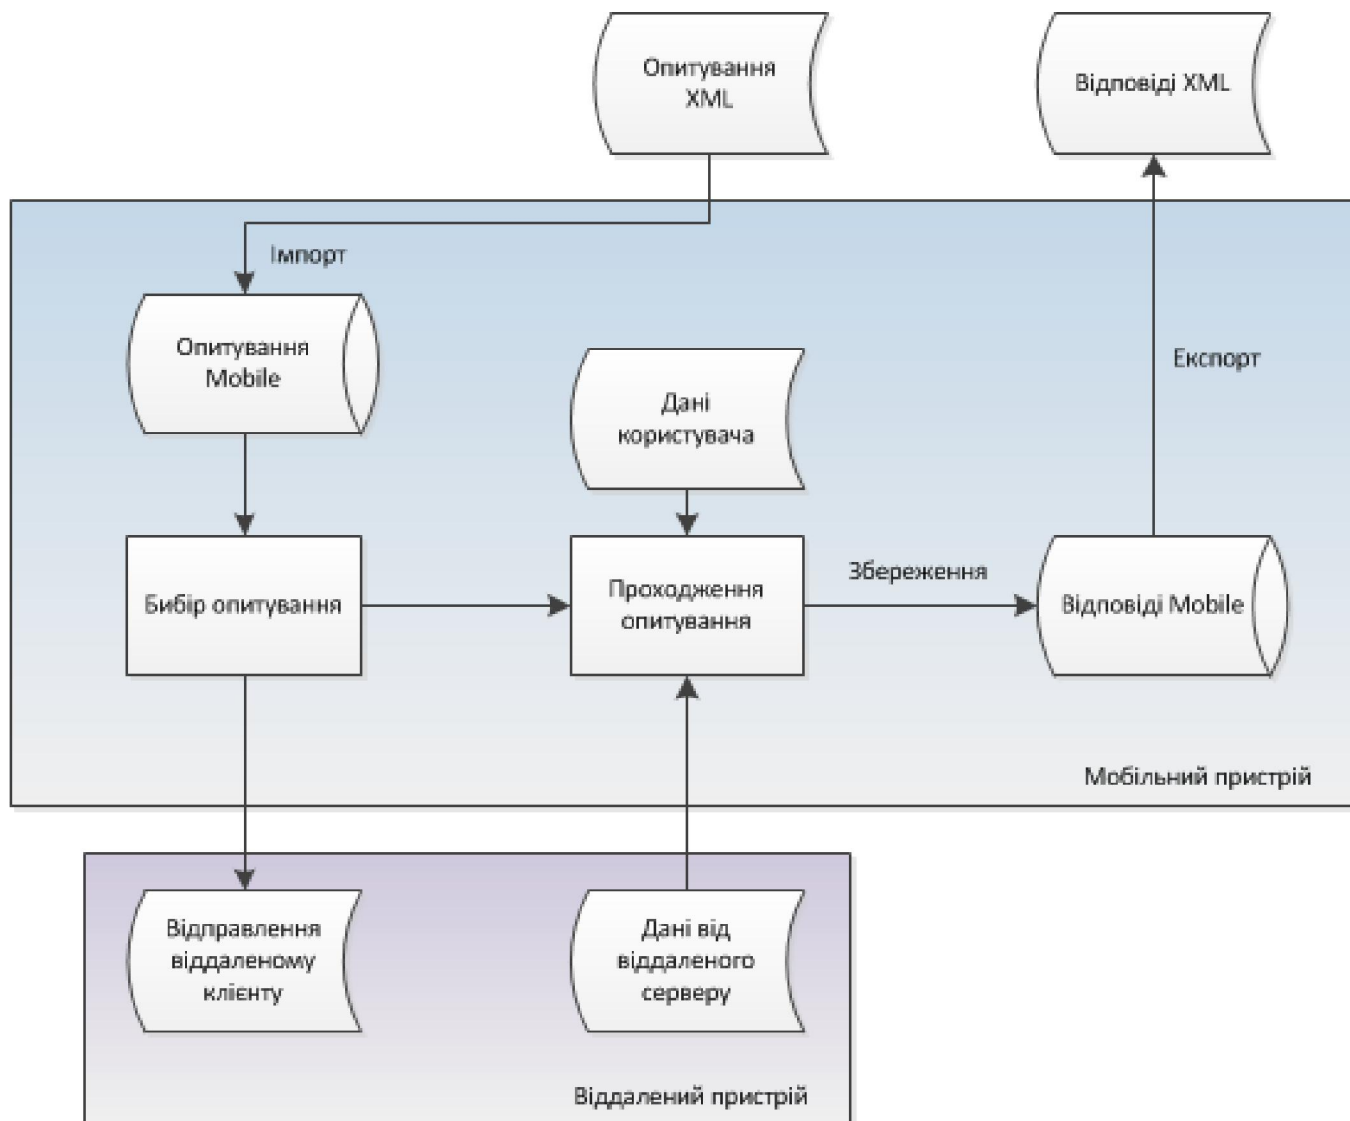 Опитування
XML
Відповіді XML
Імпорт
Опитування
Mobile
Експорт
Дані
користувача
Бибір опитування
Проходження
опитування
Збереження
Відповіді Mobile
Мобільний пристрій
Відправлення
віддаленому
клієнту
Дані від
віддаленого
серверу
Віддалений пристрій